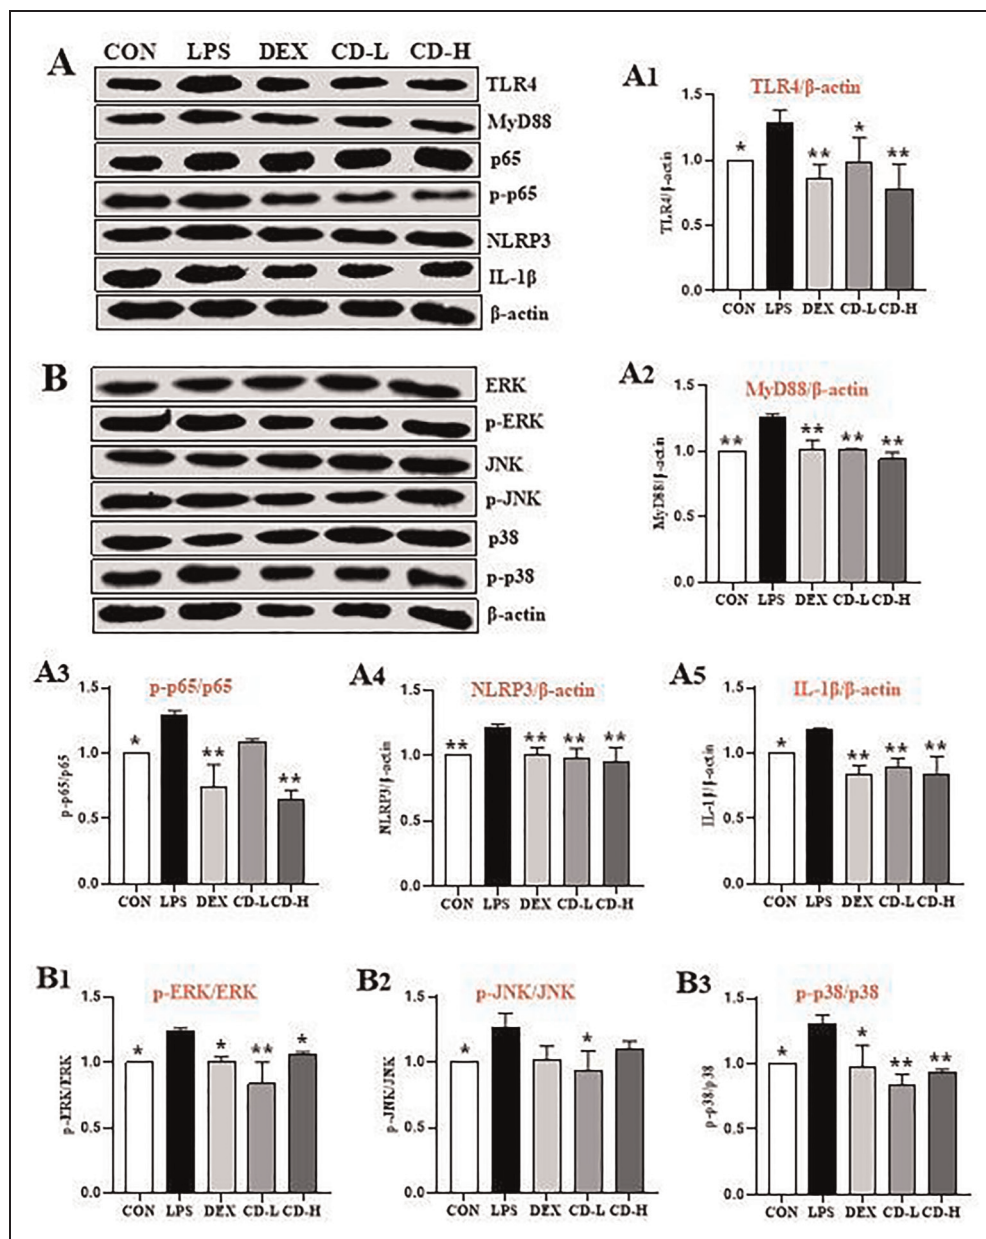 A
CON LPS DEX CD-L CD-H
TLR4
MyD88
p65
p-p65
NLRP3
IL-1β
β-actin
A1
TLR4/β-actin
TLR4/β-actin
1.5
1.0
0.5
0.0
* ** * **
CON LPS DEX CD-L CD-H
B
ERK
p-ERK
JNK
p-JNK
p38
p-p38
β-actin
A2
MyD88/β-actin
MyD88/β-actin
1.5
1.0
0.5
0.0
** ** ** **
CON LPS DEX CD-L CD-H
A3
p-p65/p65
p-p65/p65
1.5
1.0
0.5
0.0
* ** **
CON LPS DEX CD-L CD-H
A4
NLRP3/β-actin
NLRP3/β-actin
1.5
1.0
0.5
0.0
** ** ** **
CON LPS DEX CD-L CD-H
A5
IL-1β/β-actin
IL-1β/β-actin
1.5
1.0
0.5
0.0
* ** ** **
CON LPS DEX CD-L CD-H
B1
p-ERK/ERK
p-ERK/ERK
1.5
1.0
0.5
0.0
* * ** *
CON LPS DEX CD-L CD-H
B2
p-JNK/JNK
p-JNK/JNK
1.5
1.0
0.5
0.0
* *
CON LPS DEX CD-L CD-H
B3
p-p38/p38
p-p38/p38
1.5
1.0
0.5
0.0
* * ** **
CON LPS DEX CD-L CD-H